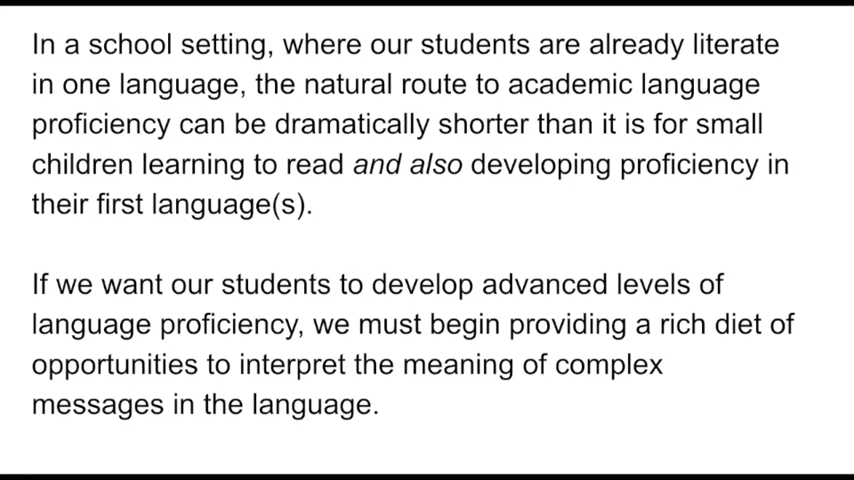 In a school setting, where our students are already literate
in one language, the natural route to academic language
proficiency can be dramatically shorter than it is for small
children learning to read and also developing proficiency in
their first language(s).
If we want our students to develop advanced levels of
language proficiency, we must begin providing a rich diet of
opportunities to interpret the meaning of complex
messages in the language.